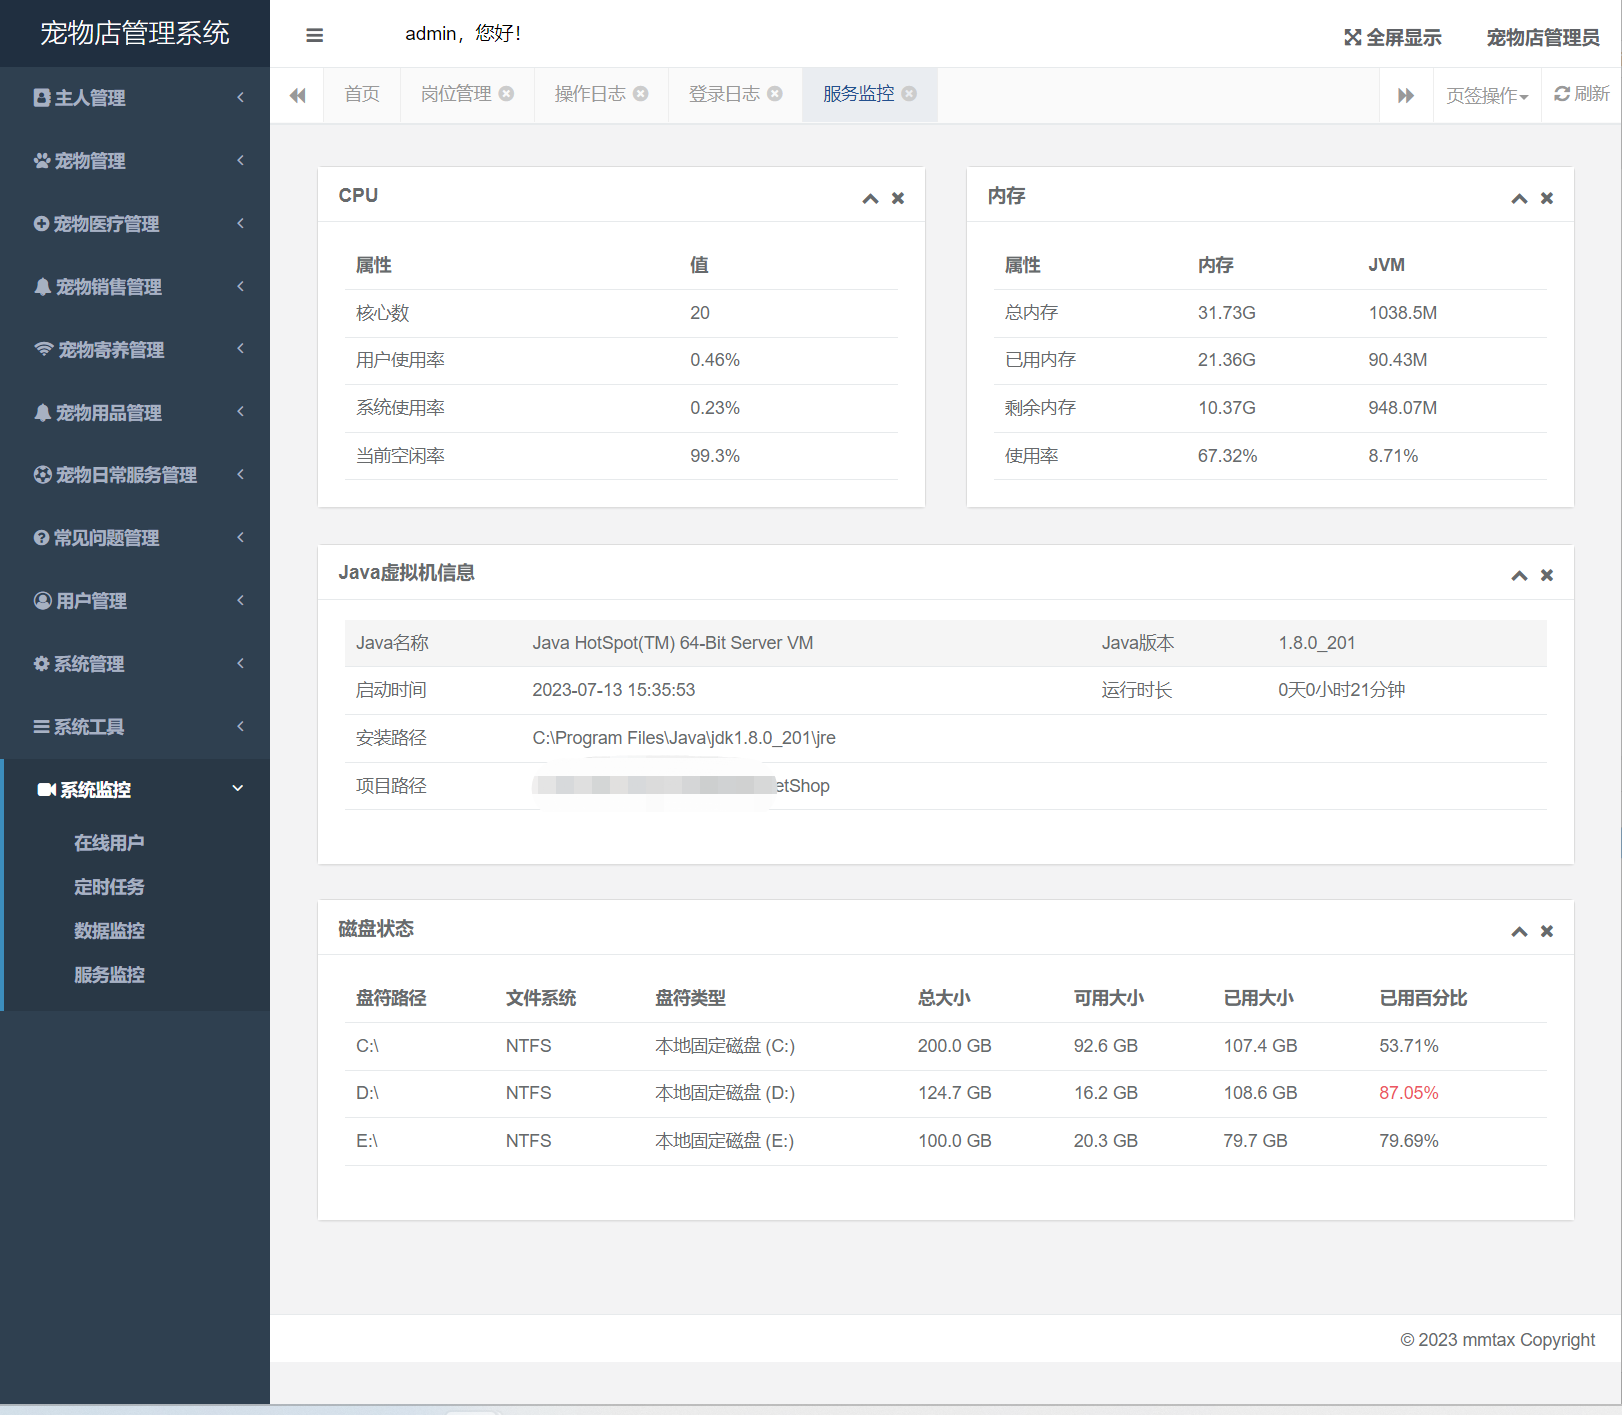 宠物店管理系统
admin，您好！
全屏显示
宠物店管理员
首页
岗位管理
操作日志
登录日志
服务监控
页签操作
刷新
主人管理
宠物管理
宠物医疗管理
宠物销售管理
宠物寄养管理
宠物用品管理
宠物日常服务管理
常见问题管理
用户管理
系统管理
系统工具
系统监控
在线用户
定时任务
数据监控
服务监控
CPU
属性 值
核心数 20
用户使用率 0.46%
系统使用率 0.23%
当前空闲率 99.3%
内存
属性 内存 JVM
总内存 31.73G 1038.5M
已用内存 21.36G 90.43M
剩余内存 10.37G 948.07M
使用率 67.32% 8.71%
Java虚拟机信息
Java名称 Java HotSpot(TM) 64-Bit Server VM Java版本 1.8.0_201
启动时间 2023-07-13 15:35:53 运行时长 0天0小时21分钟
安装路径 C:\Program Files\Java\jdk1.8.0_201\jre
项目路径 etShop
磁盘状态
盘符路径 文件系统 盘符类型 总大小 可用大小 已用大小 已用百分比
C:\ NTFS 本地固定磁盘 (C:) 200.0 GB 92.6 GB 107.4 GB 53.71%
D:\ NTFS 本地固定磁盘 (D:) 124.7 GB 16.2 GB 108.6 GB 87.05%
E:\ NTFS 本地固定磁盘 (E:) 100.0 GB 20.3 GB 79.7 GB 79.69%
© 2023 mmtax Copyright